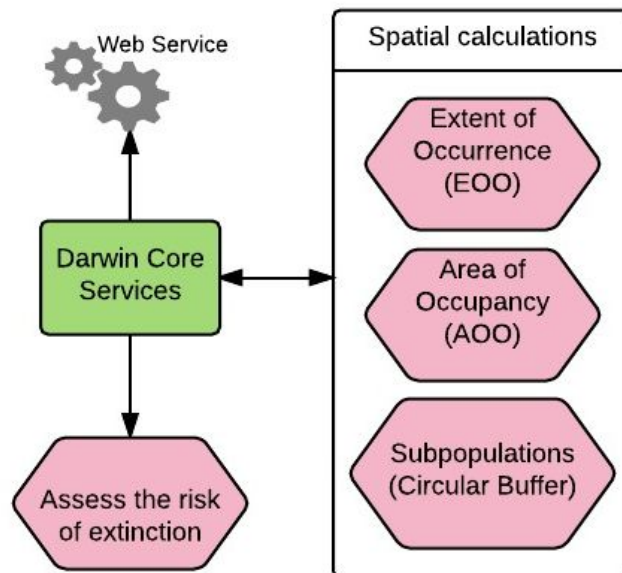 Web Service
Darwin Core
Services
Assess the risk
of extinction
Spatial calculations
Extent of
Occurrence
(EOO)
Area of
Occupancy
(AOO)
Subpopulations
(Circular Buffer)